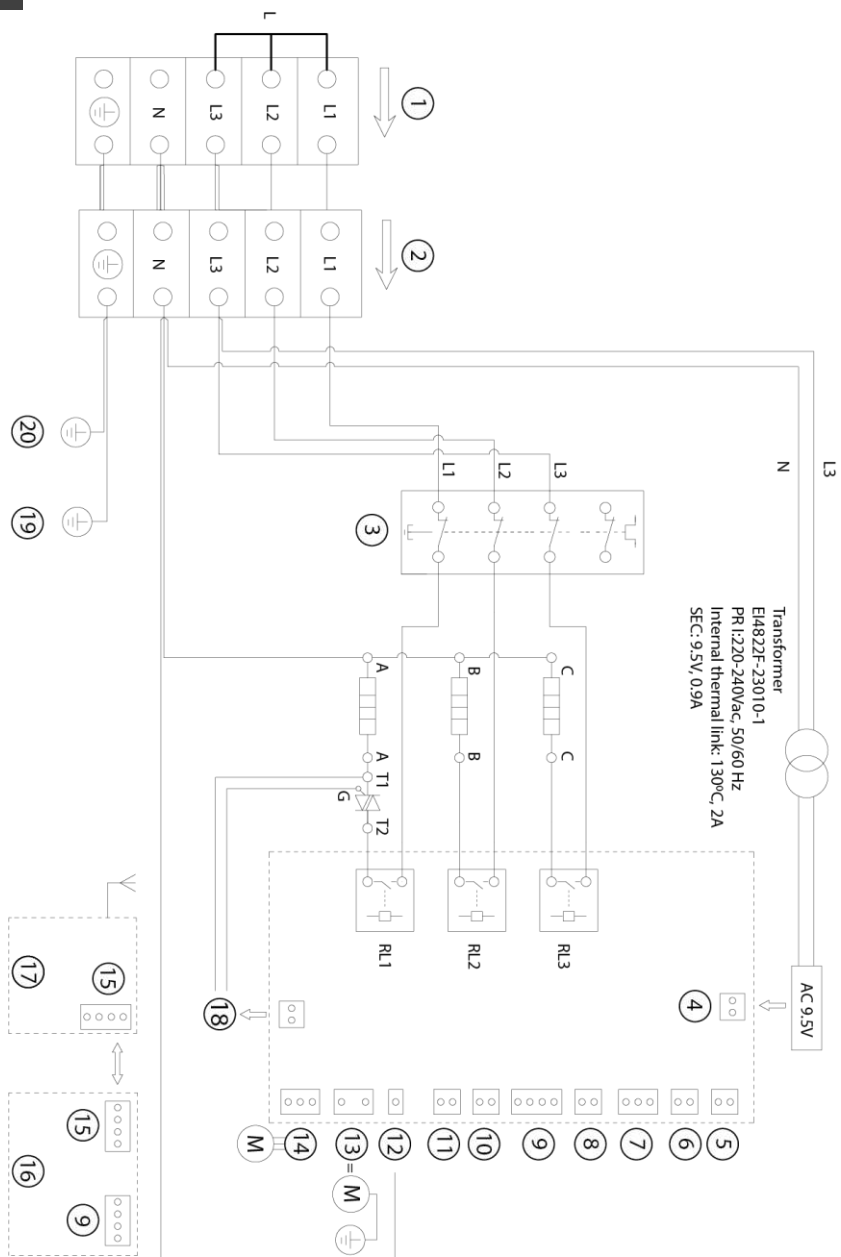 L
L1
L2
L3
N
1
L1
L2
L3
N
2
L3
N
L1
L2
L3
3
Transformer
EI4822F-23010-1
PR I:220-240Vac, 50/60 Hz
Internal thermal link: 130ºC, 2A
SEC: 9.5V, 0.9A
AC 9.5V
4
A
B
C
A
B
C
T1
G
T2
RL1
RL2
RL3
5
6
7
8
9
10
11
12
13
=
M
14
M
15
16
9
15
17
18
19
20